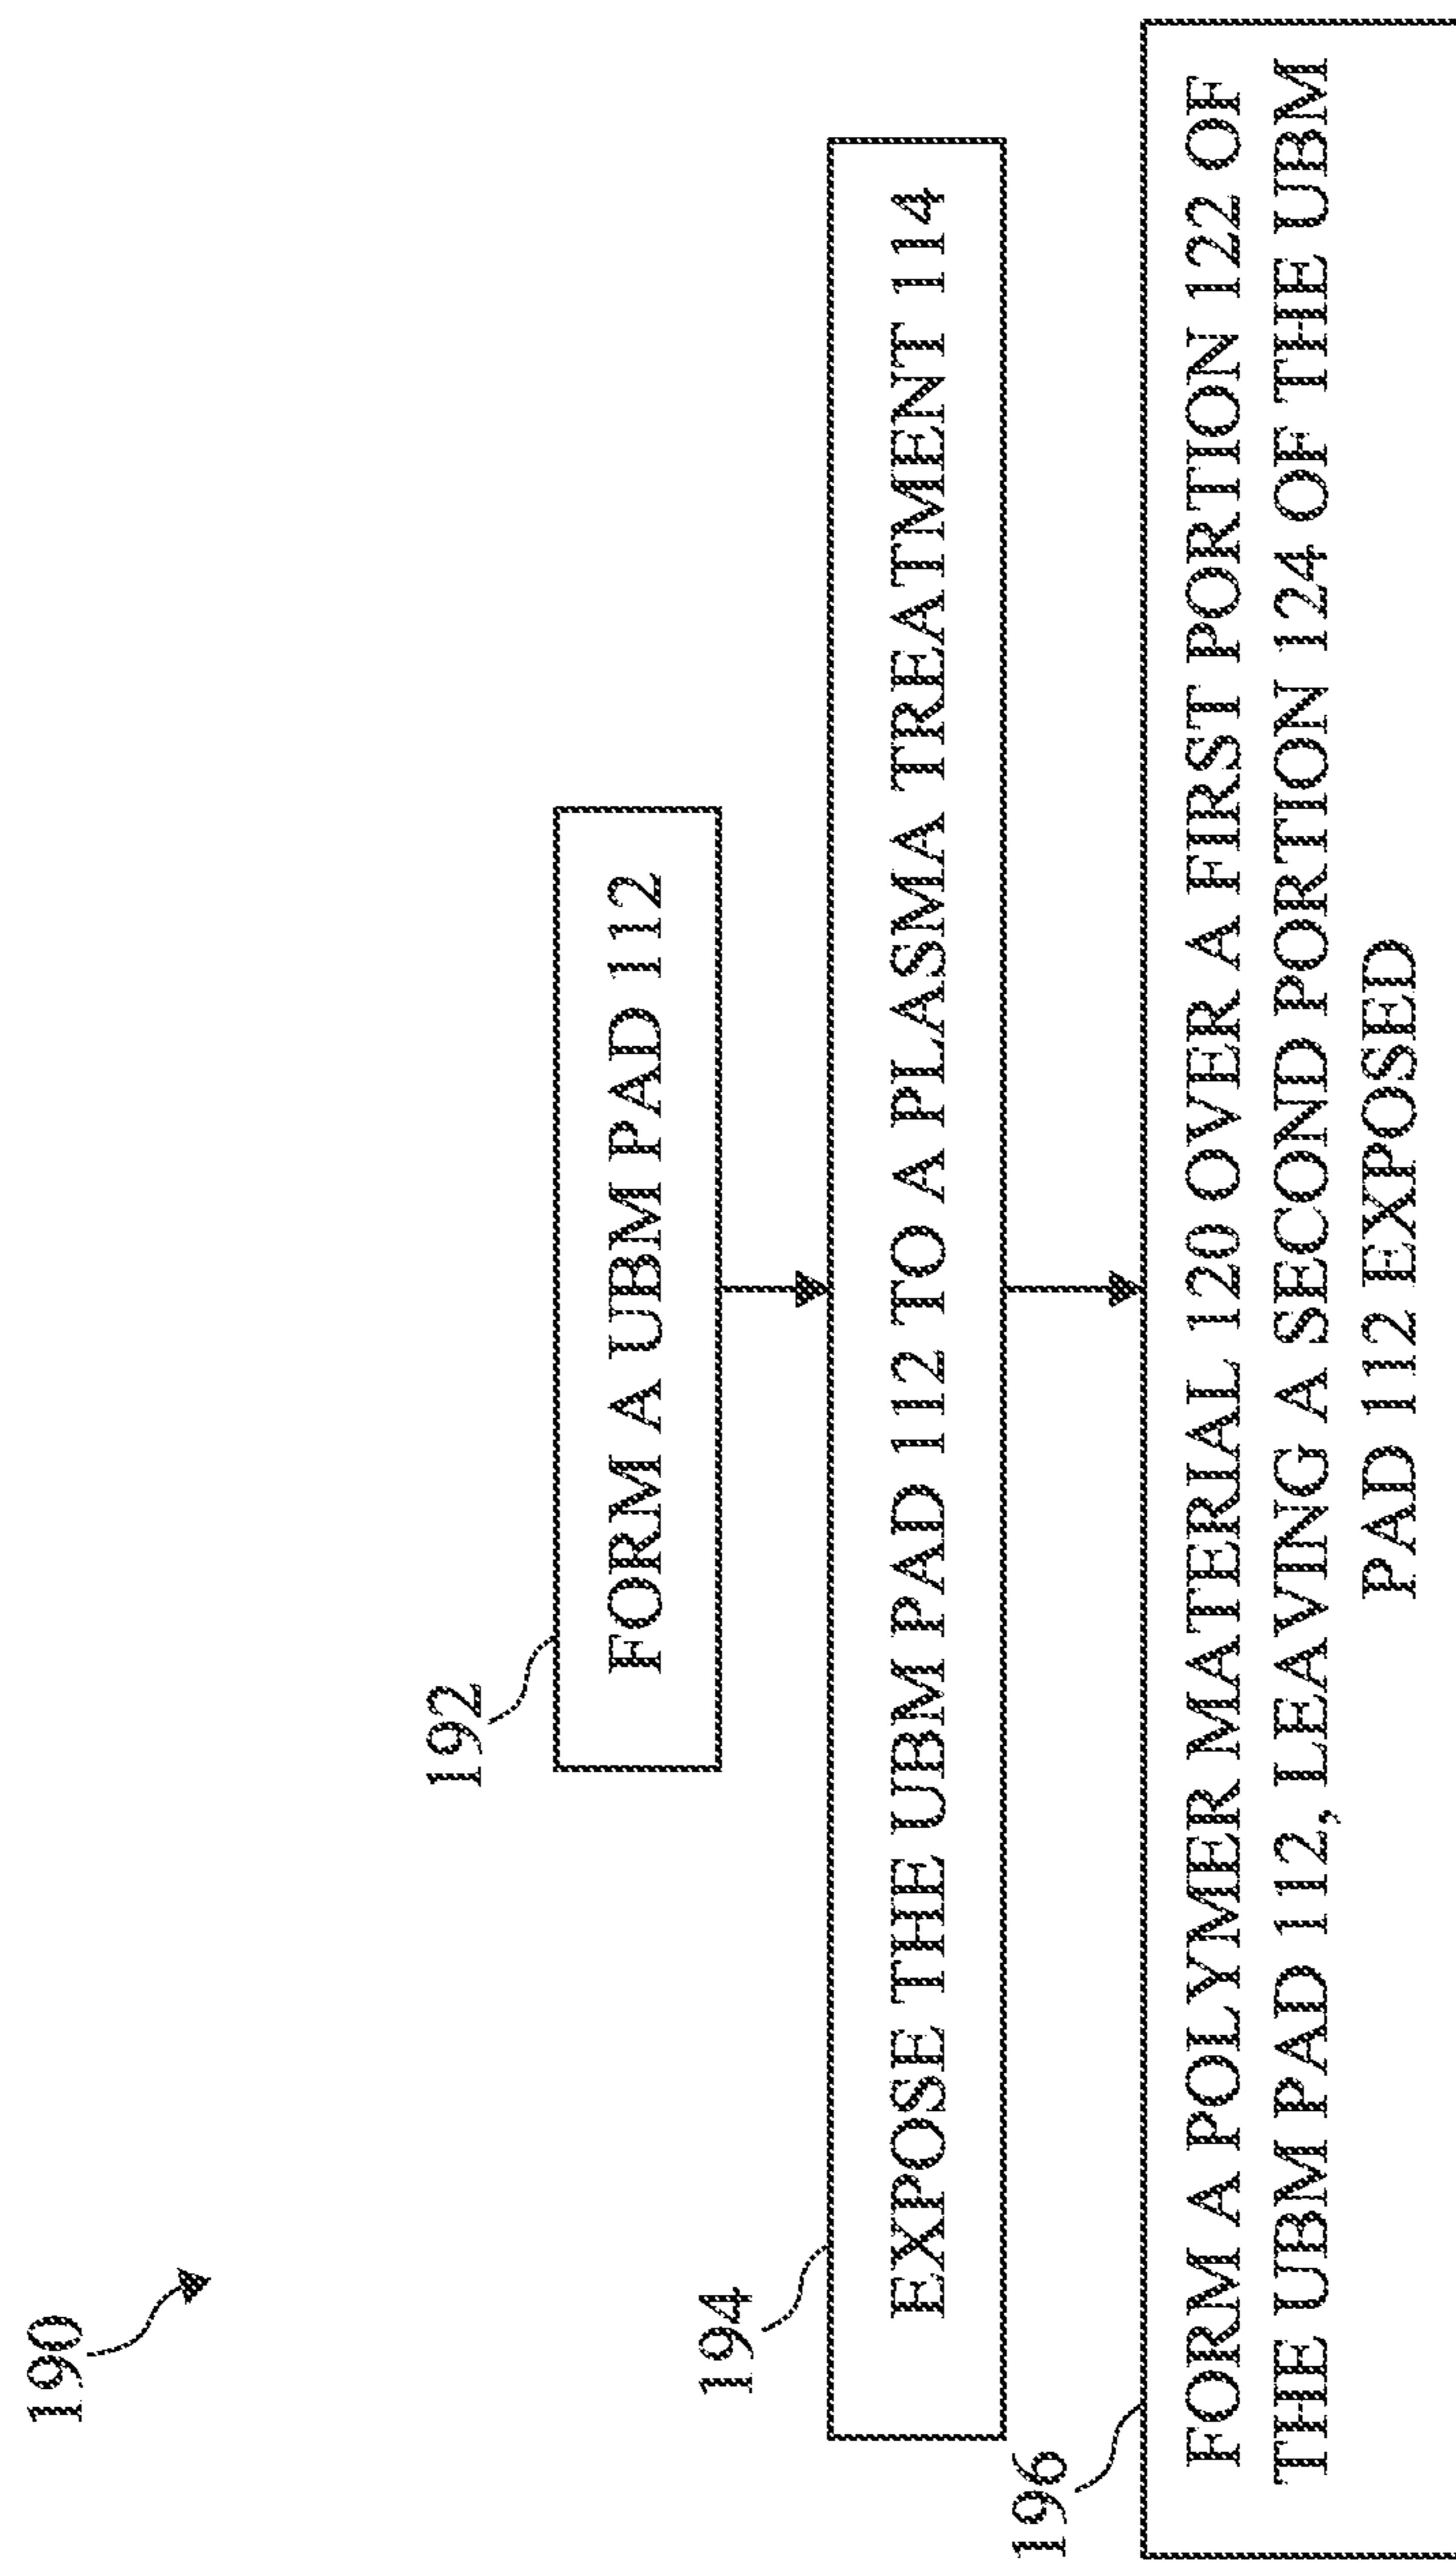 190
192
FORM A UBM PAD 112
194
EXPOSE THE UBM PAD 112 TO A PLASMA TREATMENT 114
196
FORM A POLYMER MATERIAL 120 OVER A FIRST PORTION 122 OF
THE UBM PAD 112, LEAVING A SECOND PORTION 124 OF THE UBM
PAD 112 EXPOSED